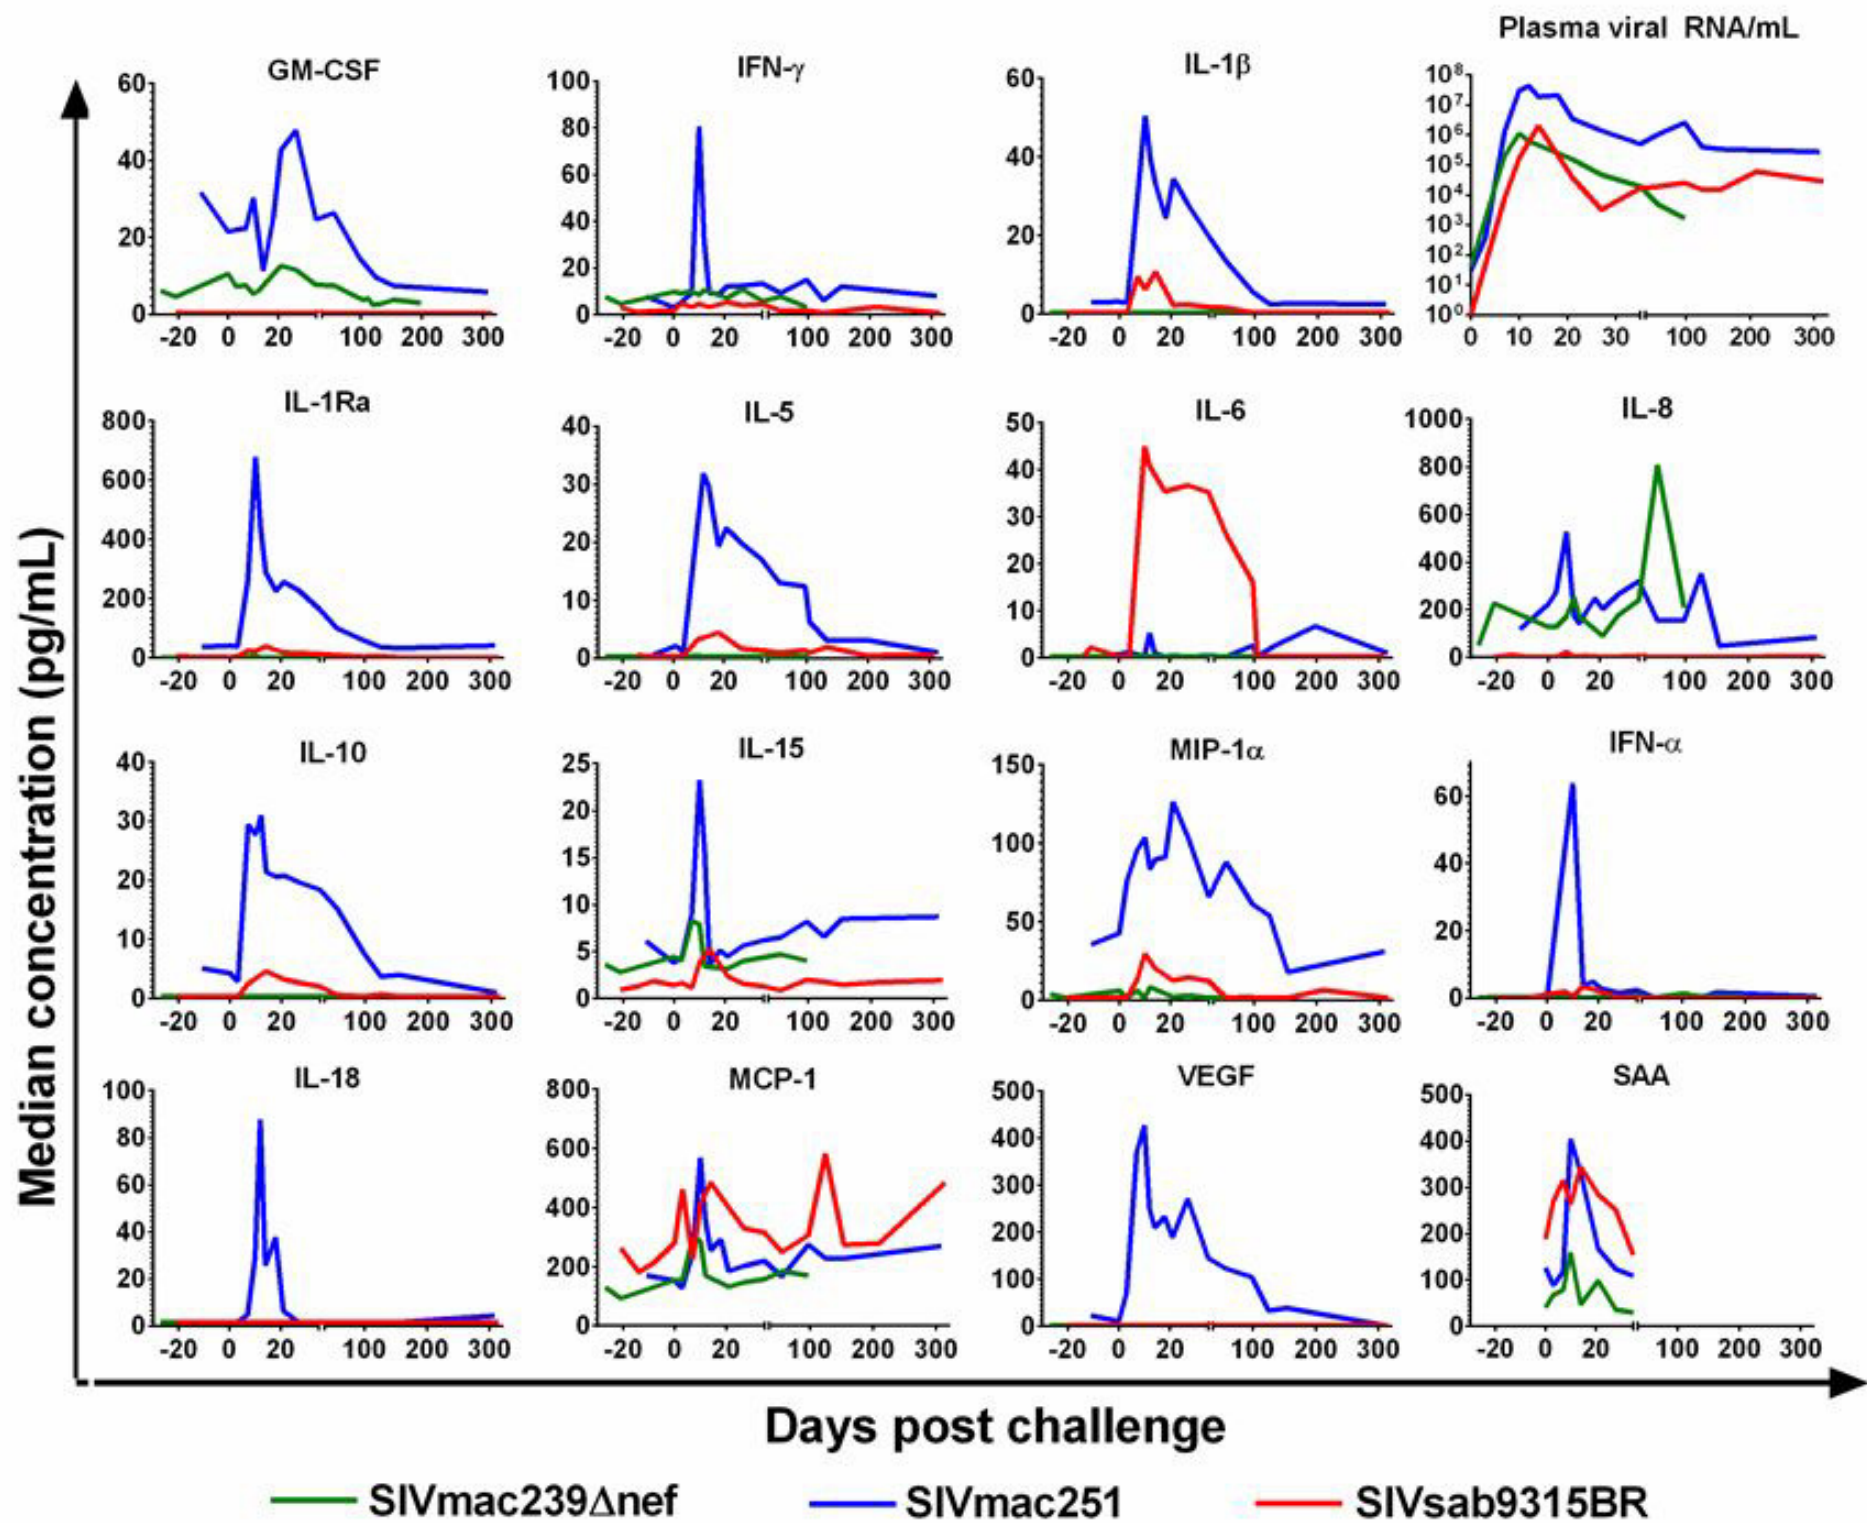 Plasma viral RNA/mL
GM-CSF
IFN-γ
IL-1β
60
40
20
0
100
80
60
40
20
0
60
40
20
0
10⁸
10⁷
10⁶
10⁵
10⁴
10³
10²
10¹
10⁰
-20 0 20 100 200 300
-20 0 20 100 200 300
-20 0 20 100 200 300
0 10 20 30 100 200 300
IL-1Ra
IL-5
IL-6
IL-8
800
600
400
200
0
40
30
20
10
0
50
40
30
20
10
0
1000
800
600
400
200
0
-20 0 20 100 200 300
-20 0 20 100 200 300
-20 0 20 100 200 300
-20 0 20 100 200 300
IL-10
IL-15
MIP-1α
IFN-α
40
30
20
10
0
25
20
15
10
5
0
150
100
50
0
60
40
20
0
-20 0 20 100 200 300
-20 0 20 100 200 300
-20 0 20 100 200 300
-20 0 20 100 200 300
IL-18
MCP-1
VEGF
SAA
100
80
60
40
20
0
800
600
400
200
0
500
400
300
200
100
0
500
400
300
200
100
0
-20 0 20 100 200 300
-20 0 20 100 200 300
-20 0 20 100 200 300
-20 0 20 100 200 300
Median concentration (pg/mL)
Days post challenge
SIVmac239Δnef SIVmac251 SIVsab9315BR